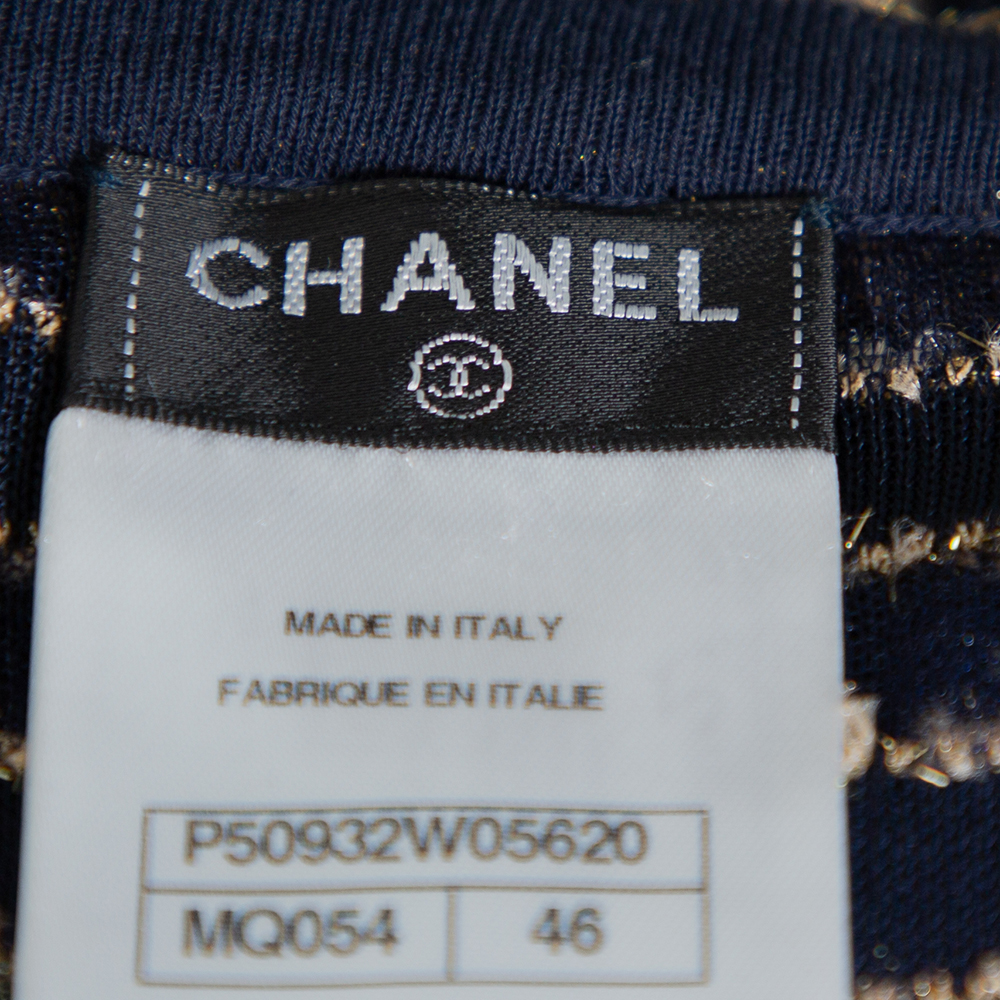 CHANEL
MADE IN ITALY
FABRIQUE EN ITALIE
P50932W05620
MQ054 46